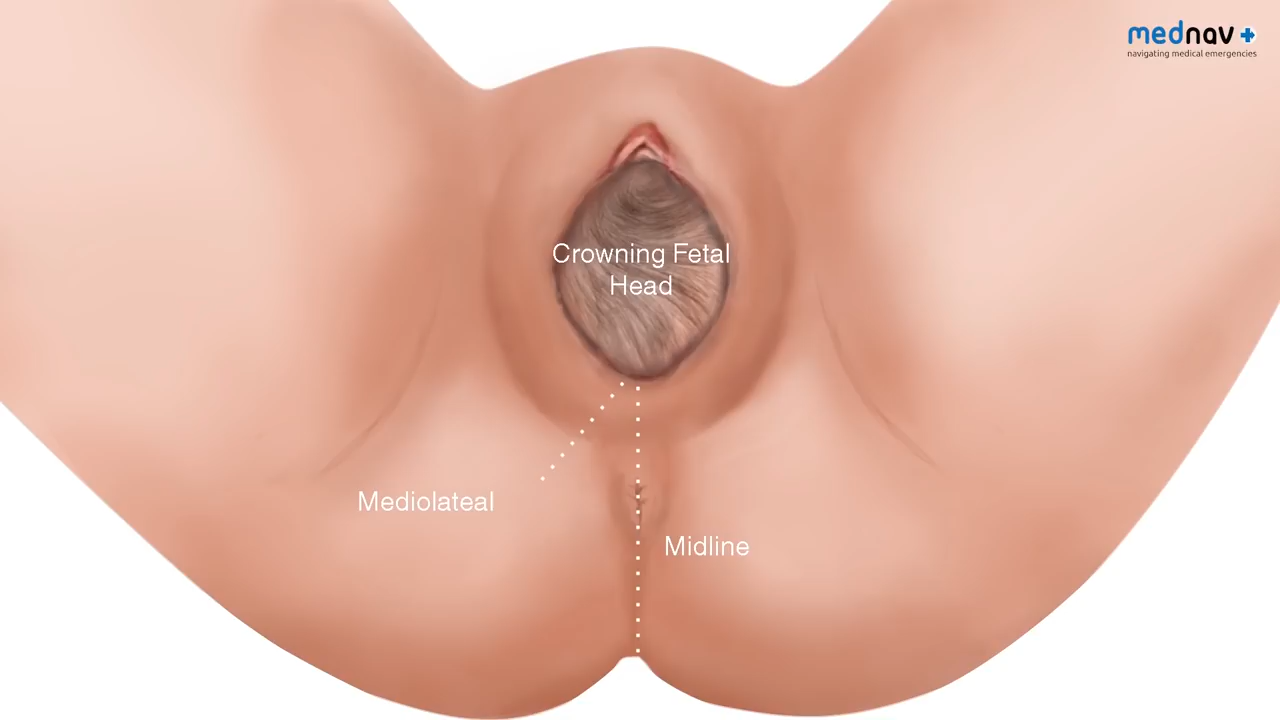 mednav
navigating medical emergencies
Crowning Fetal
Head
Mediolateal
Midline